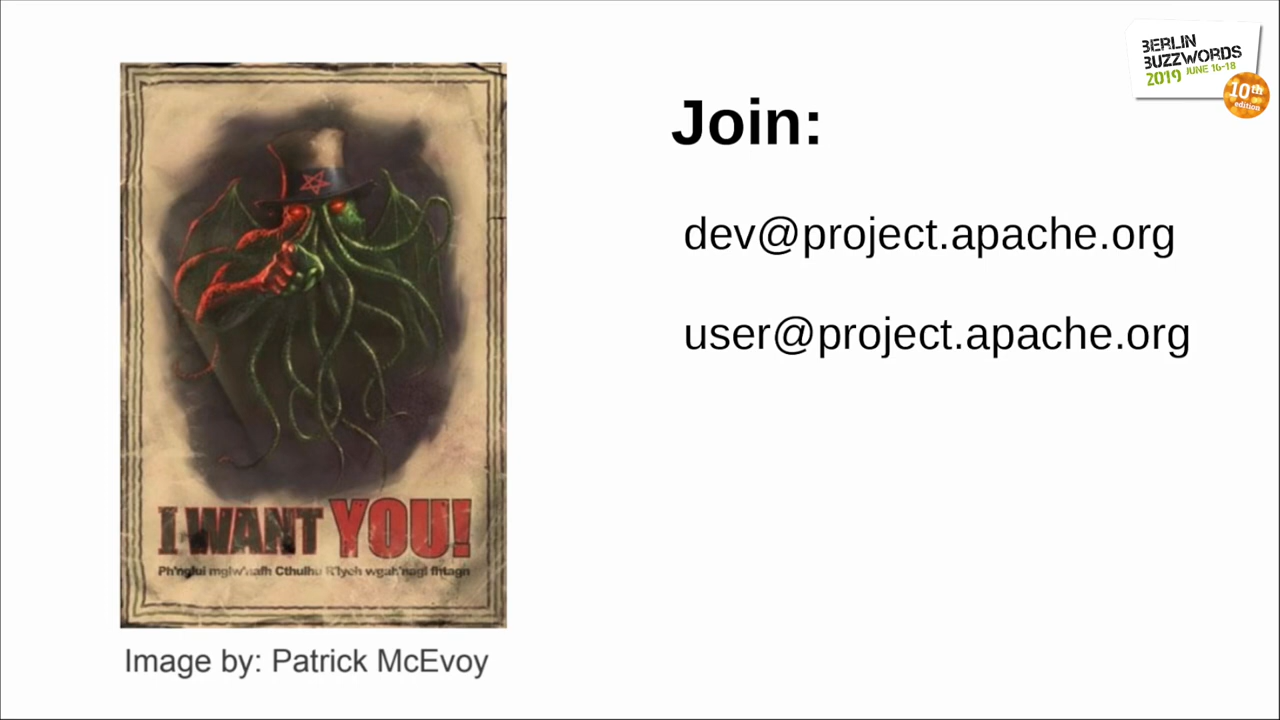 BERLIN
BUZZWORDS
2019 JUNE 16-18
10th
edition
Join:
dev@project.apache.org
user@project.apache.org
I WANT YOU!
Ph'nglui mglw'nafh Cthulhu R'lyeh wgah'nagl fhtagn
Image by: Patrick McEvoy